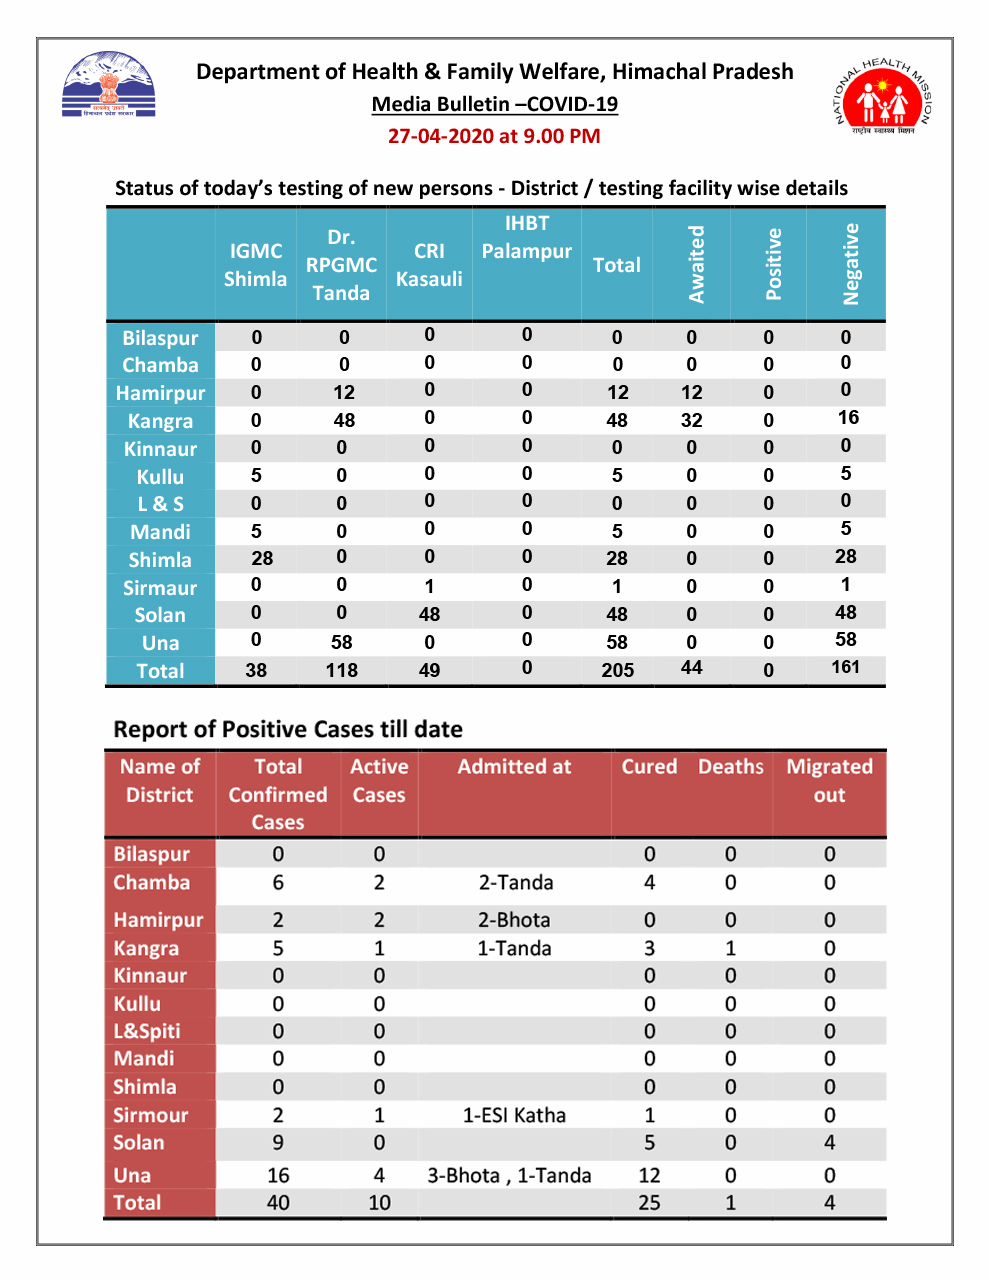 Department of Health & Family Welfare, Himachal Pradesh
Media Bulletin –COVID-19
27-04-2020 at 9.00 PM
NATIONAL HEALTH MISSION
राष्ट्रीय स्वास्थ्य मिशन
सत्यमेव जयते
हिमाचल प्रदेश सरकार
Status of today's testing of new persons - District / testing facility wise details
IGMC Shimla Dr. RPGMC Tanda CRI Kasauli IHBT Palampur Total Awaited Positive Negative
Bilaspur 0 0 0 0 0 0 0 0
Chamba 0 0 0 0 0 0 0 0
Hamirpur 0 12 0 0 12 12 0 0
Kangra 0 48 0 0 48 32 0 16
Kinnaur 0 0 0 0 0 0 0 0
Kullu 5 0 0 0 5 0 0 5
L & S 0 0 0 0 0 0 0 0
Mandi 5 0 0 0 5 0 0 5
Shimla 28 0 0 0 28 0 0 28
Sirmaur 0 0 1 0 1 0 0 1
Solan 0 0 48 0 48 0 0 48
Una 0 58 0 0 58 0 0 58
Total 38 118 49 0 205 44 0 161
Report of Positive Cases till date
Name of District Total Confirmed Cases Active Cases Admitted at Cured Deaths Migrated out
Bilaspur 0 0 0 0 0
Chamba 6 2 2-Tanda 4 0 0
Hamirpur 2 2 2-Bhota 0 0 0
Kangra 5 1 1-Tanda 3 1 0
Kinnaur 0 0 0 0 0
Kullu 0 0 0 0 0
L&Spiti 0 0 0 0 0
Mandi 0 0 0 0 0
Shimla 0 0 0 0 0
Sirmour 2 1 1-ESI Katha 1 0 0
Solan 9 0 5 0 4
Una 16 4 3-Bhota , 1-Tanda 12 0 0
Total 40 10 25 1 4